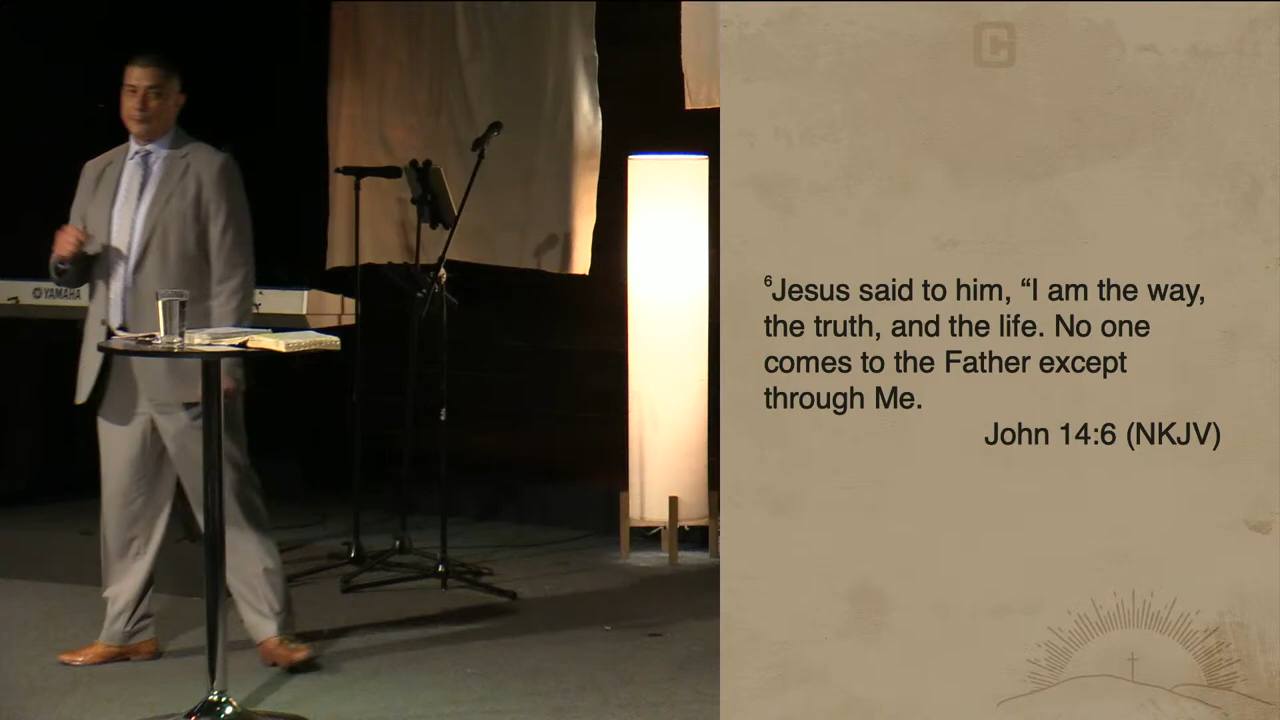 YAMAHA
C
⁶Jesus said to him, “I am the way,
the truth, and the life. No one
comes to the Father except
through Me.
John 14:6 (NKJV)